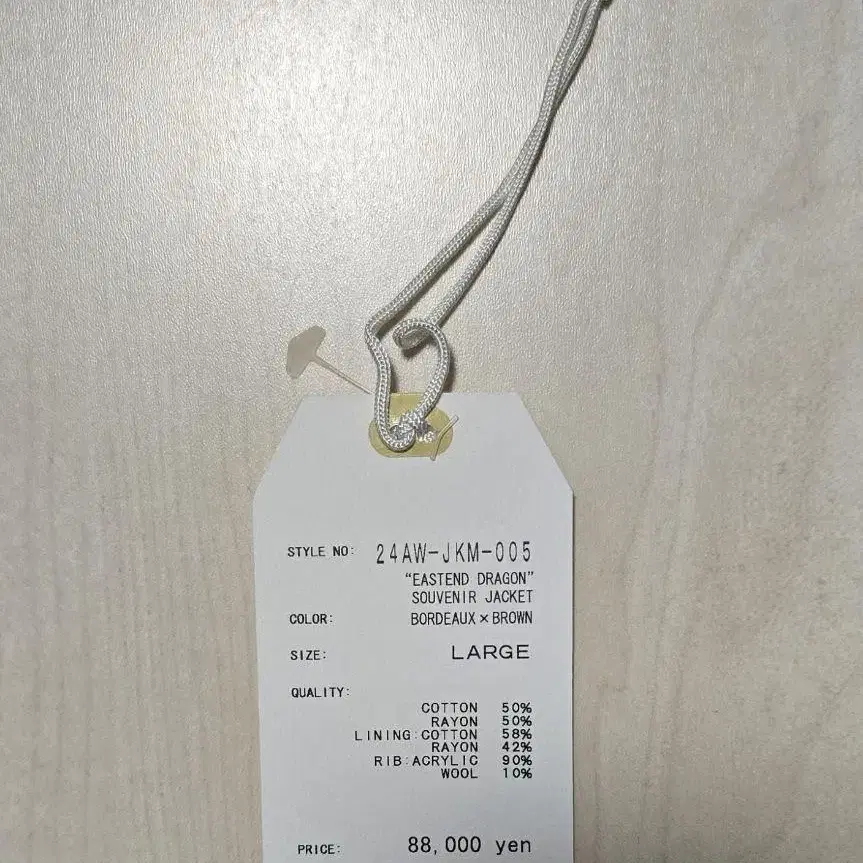 STYLE NO: 24AW-JKM-005
"EASTEND DRAGON"
SOUVENIR JACKET
COLOR: BORDEAUX×BROWN
SIZE: LARGE
QUALITY:
COTTON 50%
RAYON 50%
LINING:COTTON 58%
RAYON 42%
RIB:ACRYLIC 90%
WOOL 10%
PRICE: 88,000 yen